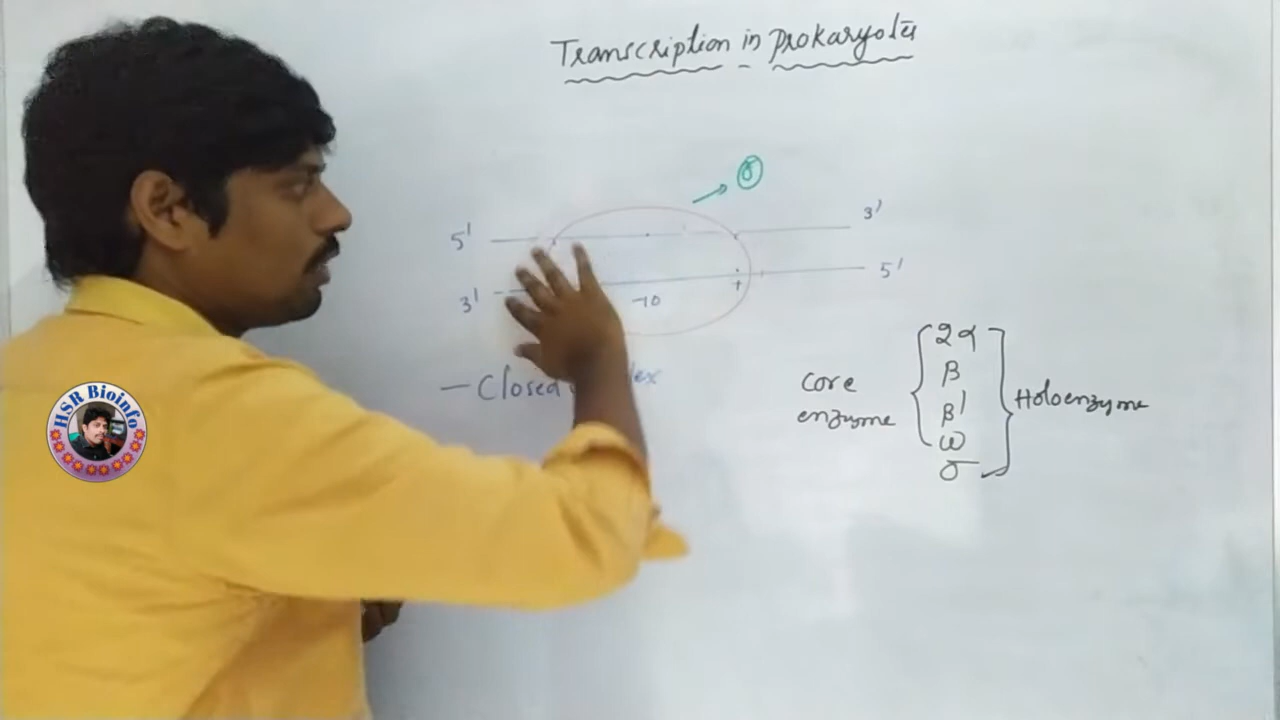 Transcription in prokaryotes
σ
5'
3'
3'
-10
+
5'
— Closed
Core
enzyme
2α
β
β'
ω
σ
Holoenzyme
HSR Bioinfo